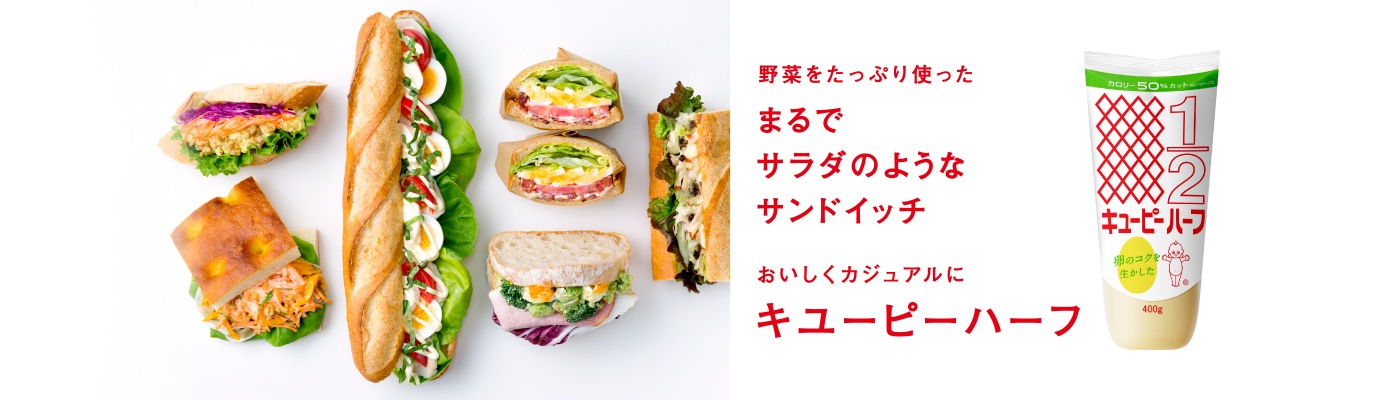 野菜をたっぷり使った
まるで
サラダのような
サンドイッチ
おいしくカジュアルに
キユーピーハーフ
カロリー50%カット
1/2
キユーピーハーフ
卵のコクを
生かした
®
400g